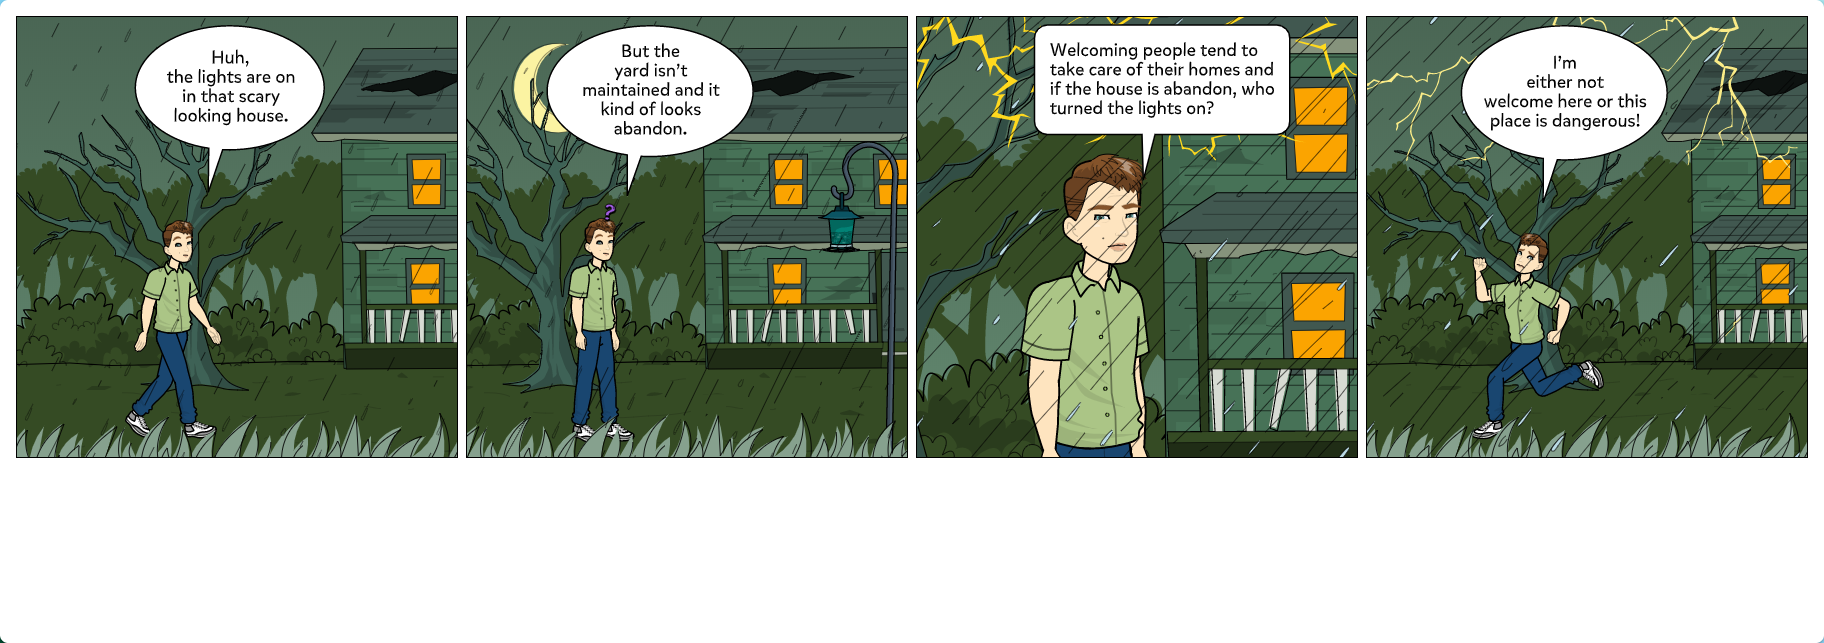 Huh,
the lights are on
in that scary
looking house.
But the
yard isn't
maintained and it
kind of looks
abandon.
?
Welcoming people tend to
take care of their homes and
if the house is abandon, who
turned the lights on?
I'm
either not
welcome here or this
place is dangerous!